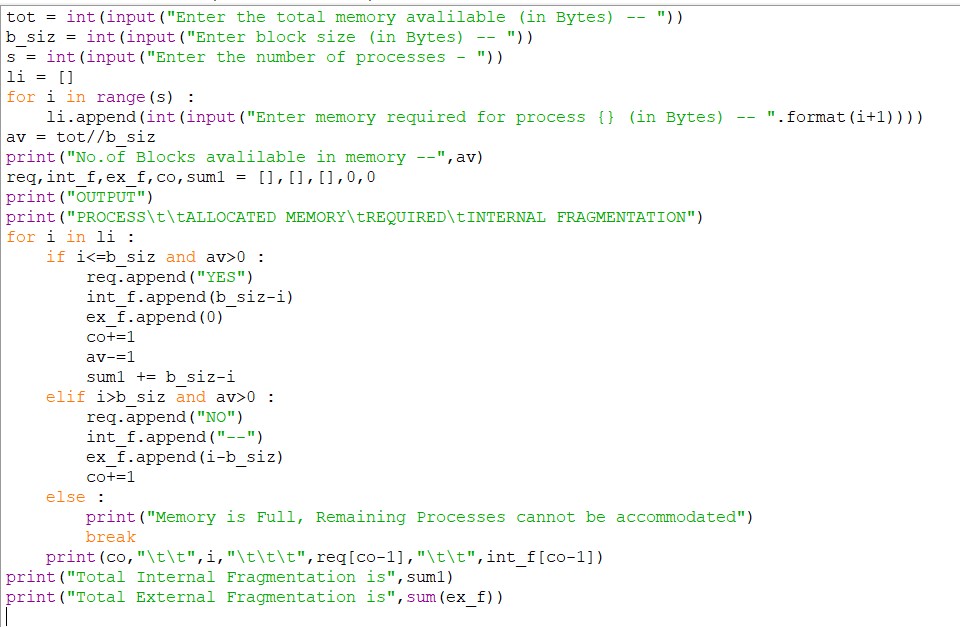 tot = int(input("Enter the total memory avalilable (in Bytes) -- "))
b_siz = int(input("Enter block size (in Bytes) -- "))
s = int(input("Enter the number of processes - "))
li = []
for i in range(s) :
    li.append(int(input("Enter memory required for process {} (in Bytes) -- ".format(i+1))))
av = tot//b_siz
print("No.of Blocks avalilable in memory --",av)
req,int_f,ex_f,co,sum1 = [],[],[],0,0
print("OUTPUT")
print("PROCESS\t\tALLOCATED MEMORY\tREQUIRED\tINTERNAL FRAGMENTATION")
for i in li :
    if i<=b_siz and av>0 :
        req.append("YES")
        int_f.append(b_siz-i)
        ex_f.append(0)
        co+=1
        av-=1
        sum1 += b_siz-i
    elif i>b_siz and av>0 :
        req.append("NO")
        int_f.append("--")
        ex_f.append(i-b_siz)
        co+=1
    else :
        print("Memory is Full, Remaining Processes cannot be accommodated")
        break
    print(co,"\t\t",i,"\t\t\t",req[co-1],"\t\t",int_f[co-1])
print("Total Internal Fragmentation is",sum1)
print("Total External Fragmentation is",sum(ex_f))